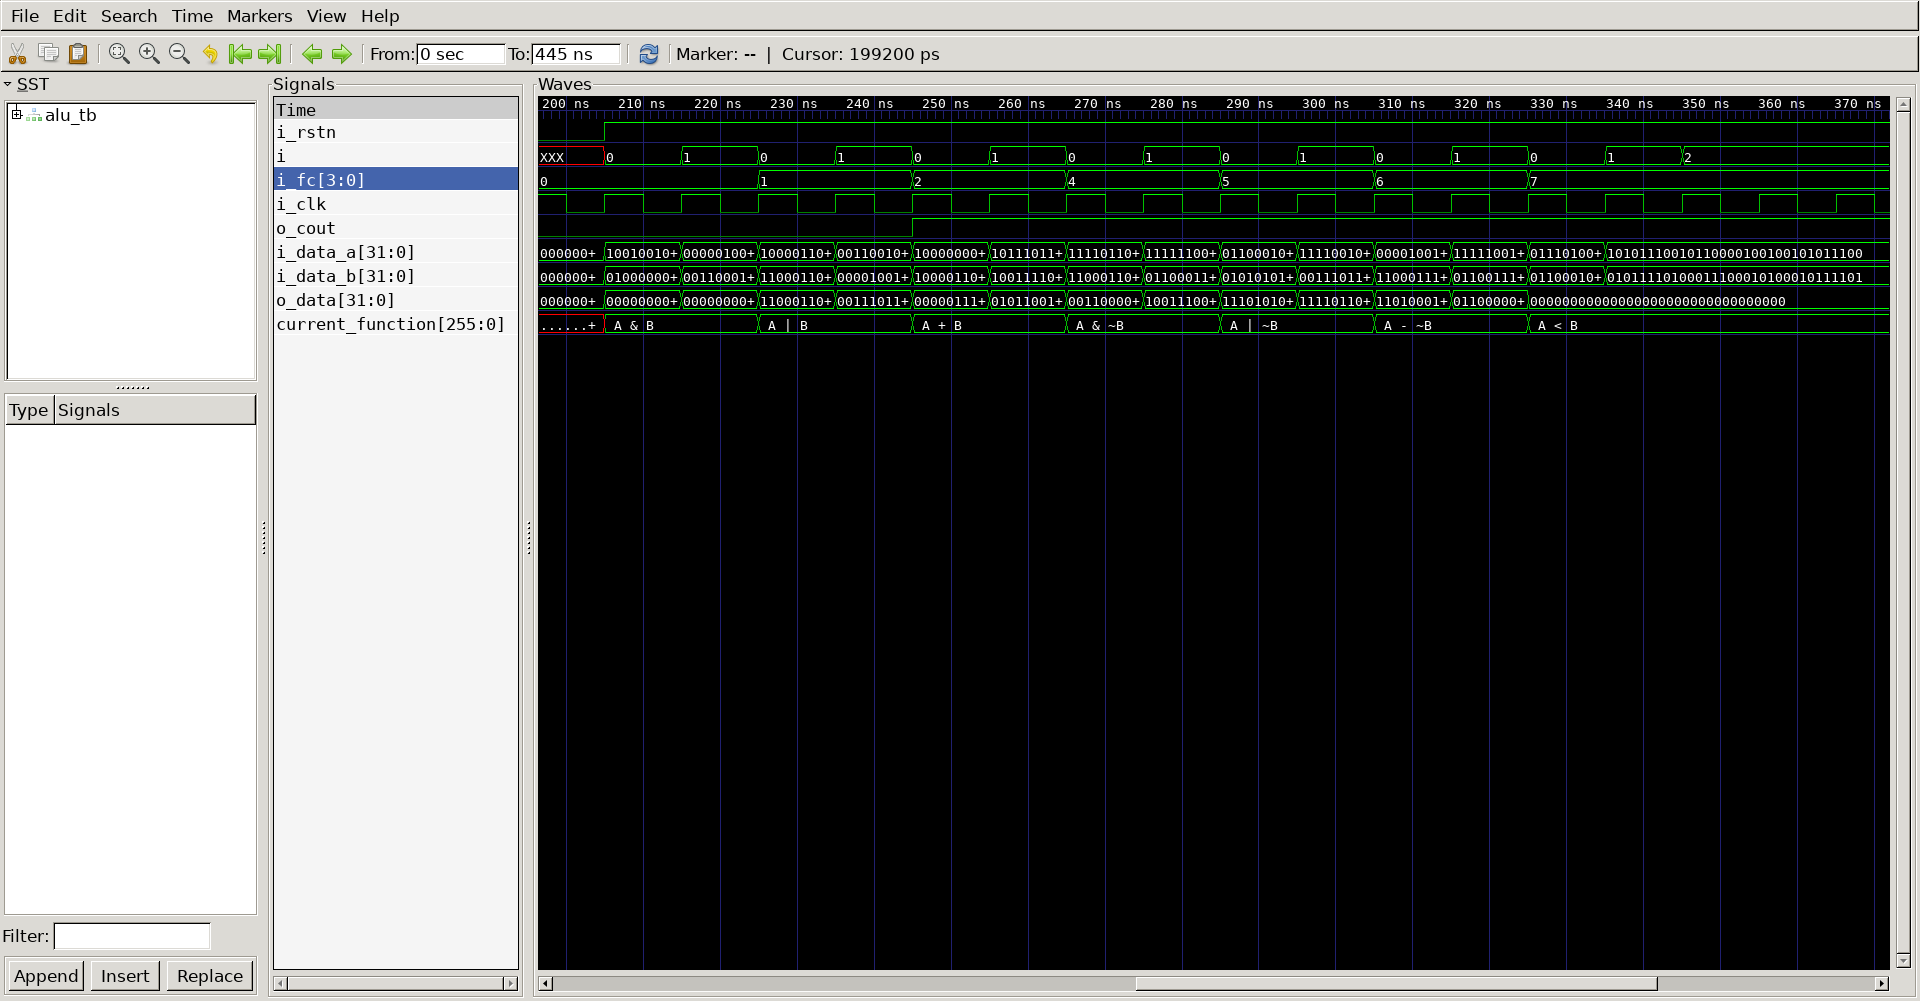 File Edit Search Time Markers View Help
From: 0 sec To: 445 ns Marker: -- | Cursor: 199200 ps
SST
alu_tb
Type Signals
Filter:
Append Insert Replace
Signals
Time
i_rstn
i
i_fc[3:0]
i_clk
o_cout
i_data_a[31:0]
i_data_b[31:0]
o_data[31:0]
current_function[255:0]
Waves
200 ns 210 ns 220 ns 230 ns 240 ns 250 ns 260 ns 270 ns 280 ns 290 ns 300 ns 310 ns 320 ns 330 ns 340 ns 350 ns 360 ns 370 ns
XXX 0 1 0 1 0 1 0 1 0 1 0 1 0 1 2
0 1 2 4 5 6 7
000000+ 10010010+ 00000100+ 10000110+ 00110010+ 10000000+ 10111011+ 11110110+ 11111100+ 01100010+ 11110010+ 00001001+ 11111001+ 01110100+ 10101110010110000100100101011100
000000+ 01000000+ 00110001+ 11000110+ 00001001+ 10000110+ 10011110+ 11000110+ 01100011+ 01010101+ 00111011+ 11000111+ 01100111+ 01100010+ 01011110100011100010100010111101
000000+ 00000000+ 00000000+ 11000110+ 00111011+ 00000111+ 01011001+ 00110000+ 10011100+ 11101010+ 11110110+ 11010001+ 01100000+ 00000000000000000000000000000000
......+ A & B A | B A + B A & ~B A | ~B A - ~B A < B